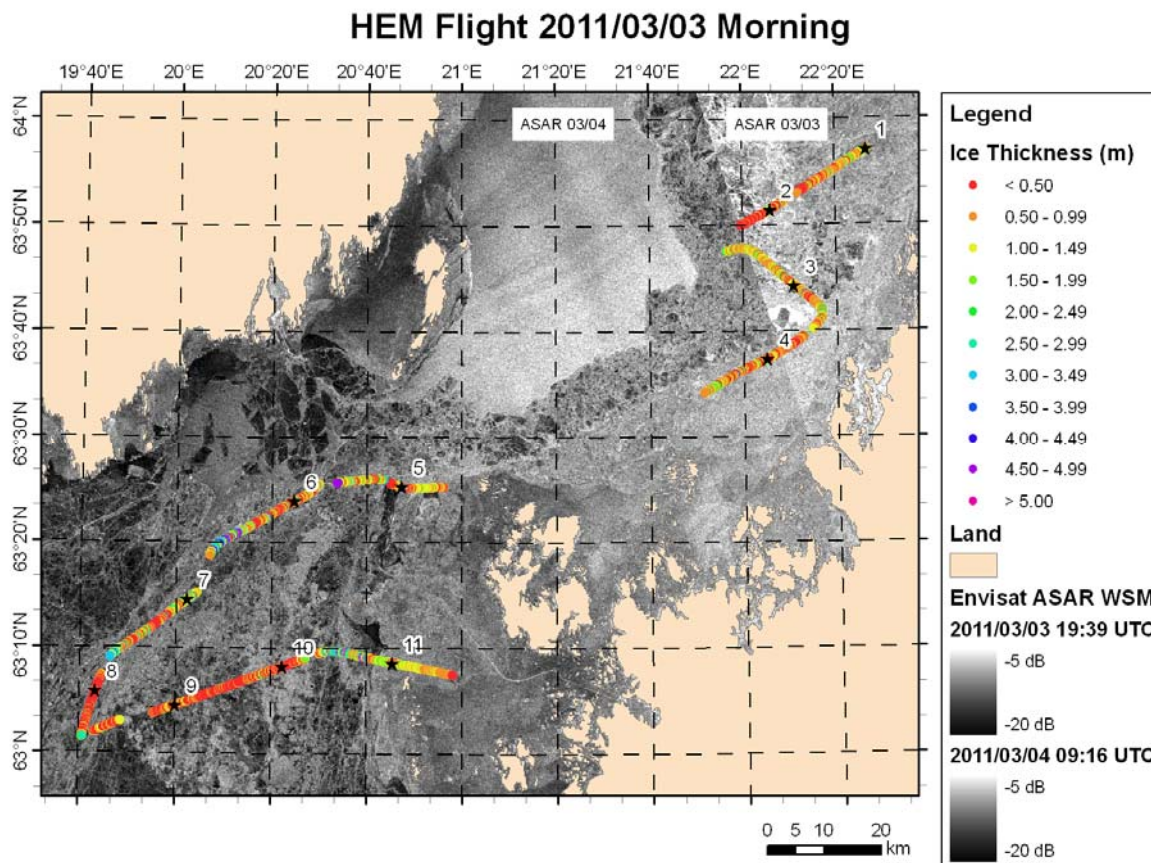 HEM Flight 2011/03/03 Morning
19°40'E 20°E 20°20'E 20°40'E 21°E 21°20'E 21°40'E 22°E 22°20'E
64°N
63°50'N
63°40'N
63°30'N
63°20'N
63°10'N
63°N
ASAR 03/04
ASAR 03/03
1
2
3
4
5
6
7
8
9
10
11
0 5 10 20
km
Legend
Ice Thickness (m)
< 0.50
0.50 - 0.99
1.00 - 1.49
1.50 - 1.99
2.00 - 2.49
2.50 - 2.99
3.00 - 3.49
3.50 - 3.99
4.00 - 4.49
4.50 - 4.99
> 5.00
Land
Envisat ASAR WSM
2011/03/03 19:39 UTC
-5 dB
-20 dB
2011/03/04 09:16 UTC
-5 dB
-20 dB